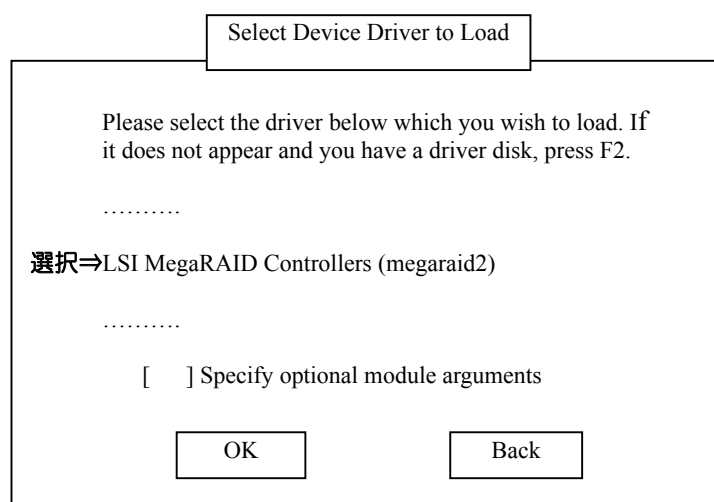 Select Device Driver to Load
Please select the driver below which you wish to load. If
it does not appear and you have a driver disk, press F2.
……….
選択⇒LSI MegaRAID Controllers (megaraid2)
……….
[    ] Specify optional module arguments
OK
Back